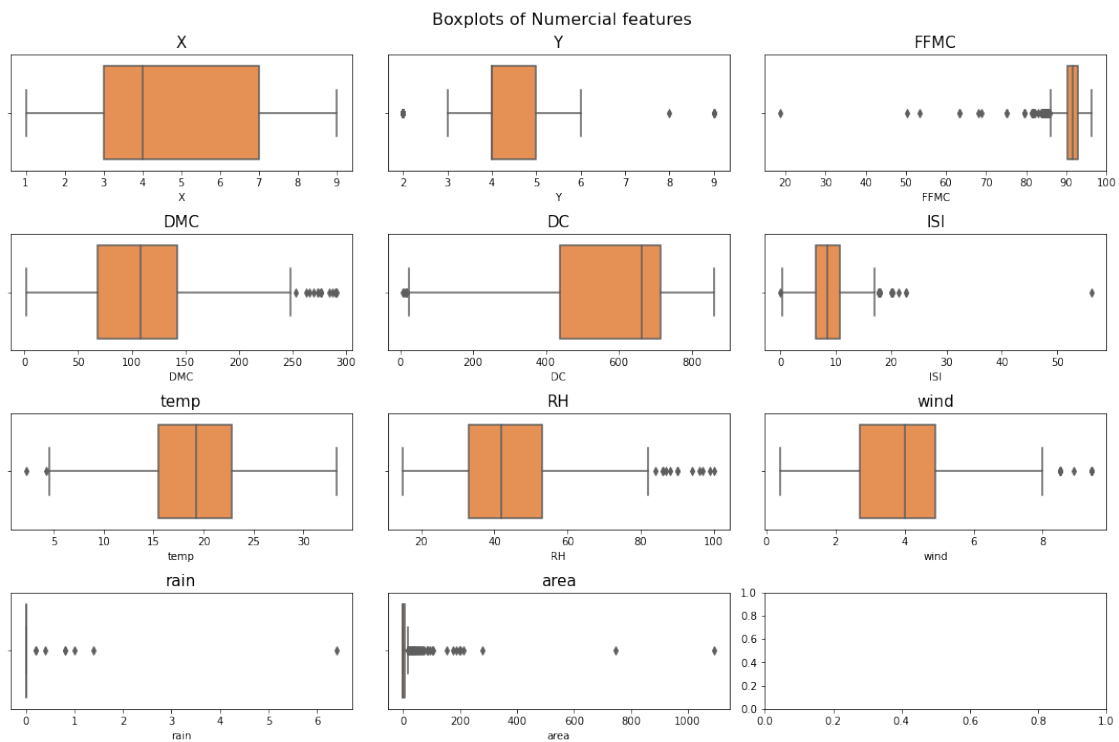 Boxplots of Numercial features
X
Y
FFMC
1 2 3 4 5 6 7 8 9
2 3 4 5 6 7 8 9
20 30 40 50 60 70 80 90 100
X
Y
FFMC
DMC
DC
ISI
0 50 100 150 200 250 300
0 200 400 600 800
0 10 20 30 40 50
DMC
DC
ISI
temp
RH
wind
5 10 15 20 25 30
20 40 60 80 100
0 2 4 6 8
temp
RH
wind
rain
area
1.0
0.8
0.6
0.4
0.2
0.0
0 1 2 3 4 5 6
0 200 400 600 800 1000
0.0 0.2 0.4 0.6 0.8 1.0
rain
area